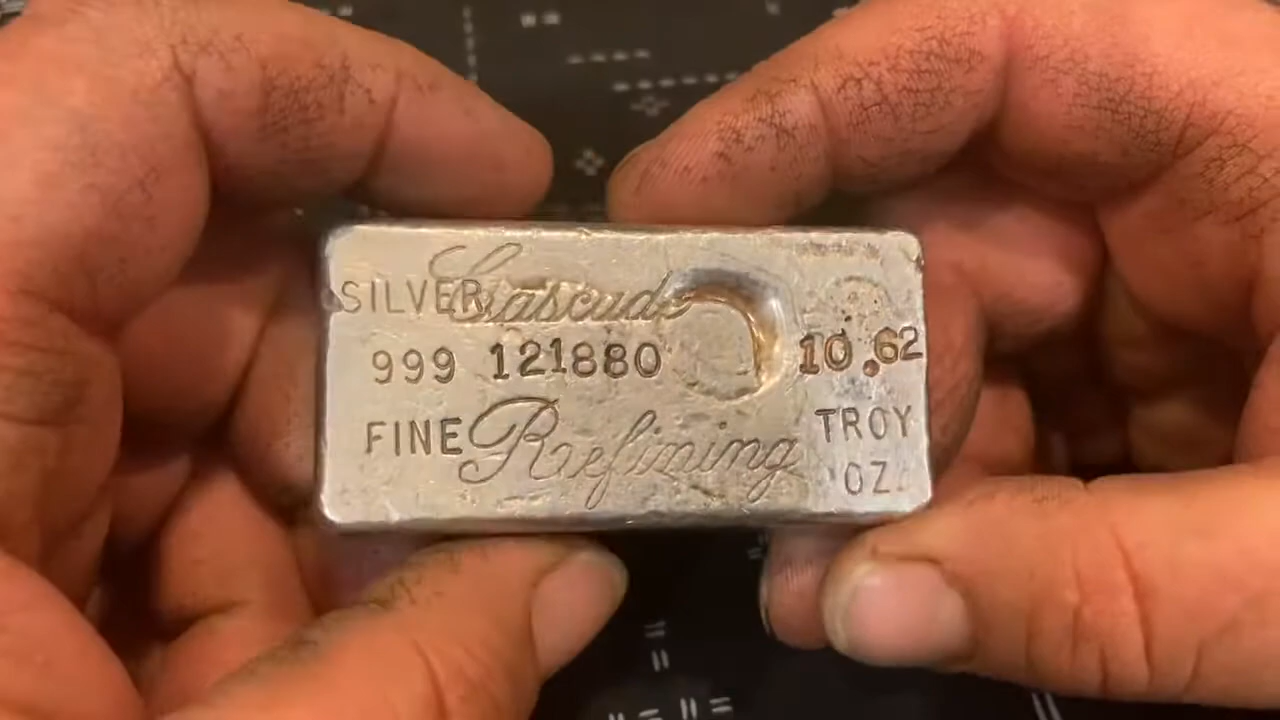 SILVER Cascade
999 121880 10.62
FINE Refining TROY
OZ.